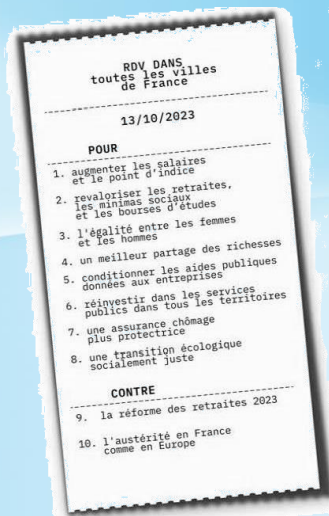 RDV DANS
toutes les villes
de France
13/10/2023
POUR
1. augmenter les salaires
et le point d'indice
2. revaloriser les retraites,
les minimas sociaux
et les bourses d'études
3. l'égalité entre les femmes
et les hommes
4. un meilleur partage des richesses
5. conditionner les aides publiques
données aux entreprises
6. réinvestir dans les services
publics dans tous les territoires
7. une assurance chômage
plus protectrice
8. une transition écologique
socialement juste
CONTRE
9. la réforme des retraites 2023
10. l'austérité en France
comme en Europe